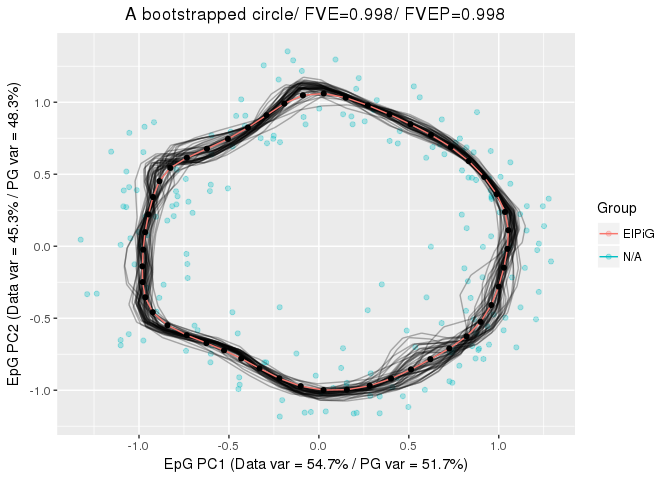 A bootstrapped circle/ FVE=0.998/ FVEP=0.998
EpG PC2 (Data var = 45.3% / PG var = 48.3%)
1.0
0.5
0.0
-0.5
-1.0
-1.0 -0.5 0.0 0.5 1.0
EpG PC1 (Data var = 54.7% / PG var = 51.7%)
Group
ElPiG
N/A